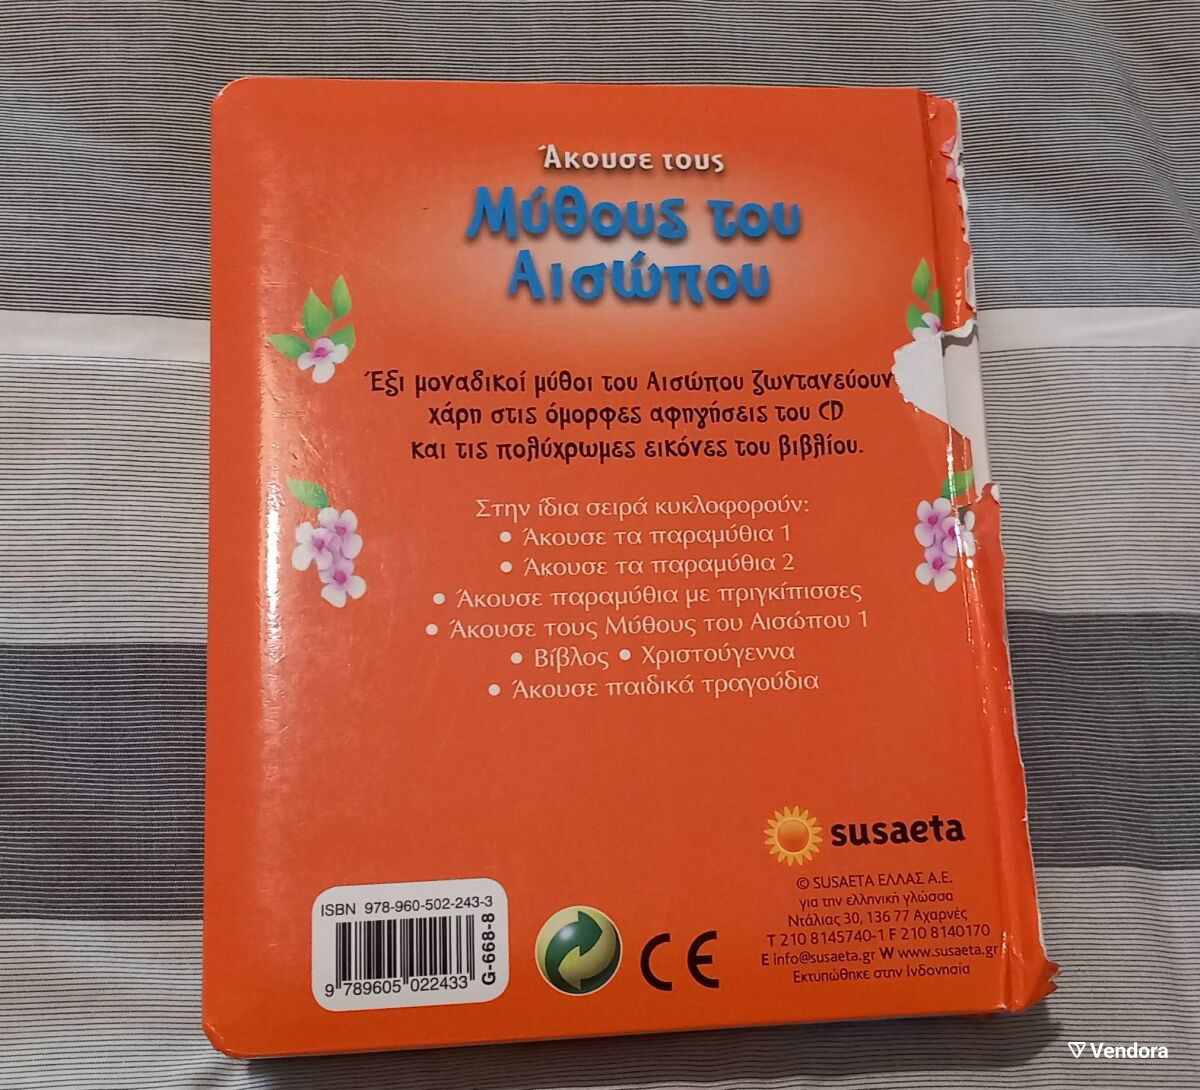 Άκουσε τους
Μύθους του
Αισώπου
Έξι μοναδικοί μύθοι του Αισώπου ζωντανεύουν
χάρη στις όμορφες αφηγήσεις του CD
και τις πολύχρωμες εικόνες του βιβλίου.
Στην ίδια σειρά κυκλοφορούν:
• Άκουσε τα παραμύθια 1
• Άκουσε τα παραμύθια 2
• Άκουσε παραμύθια με πριγκίπισσες
• Άκουσε τους Μύθους του Αισώπου 1
• Βίβλος • Χριστούγεννα
• Άκουσε παιδικά τραγούδια
susaeta
© SUSAETA ΕΛΛΑΣ Α.Ε.
για την ελληνική γλώσσα
Ντάλιας 30, 136 77 Αχαρνές
T 210 8145740-1 F 210 8140170
E info@susaeta.gr W www.susaeta.gr
Εκτυπώθηκε στην Ινδονησία
ISBN 978-960-502-243-3
9 789605 022433
G-668-8
CE
Vendora